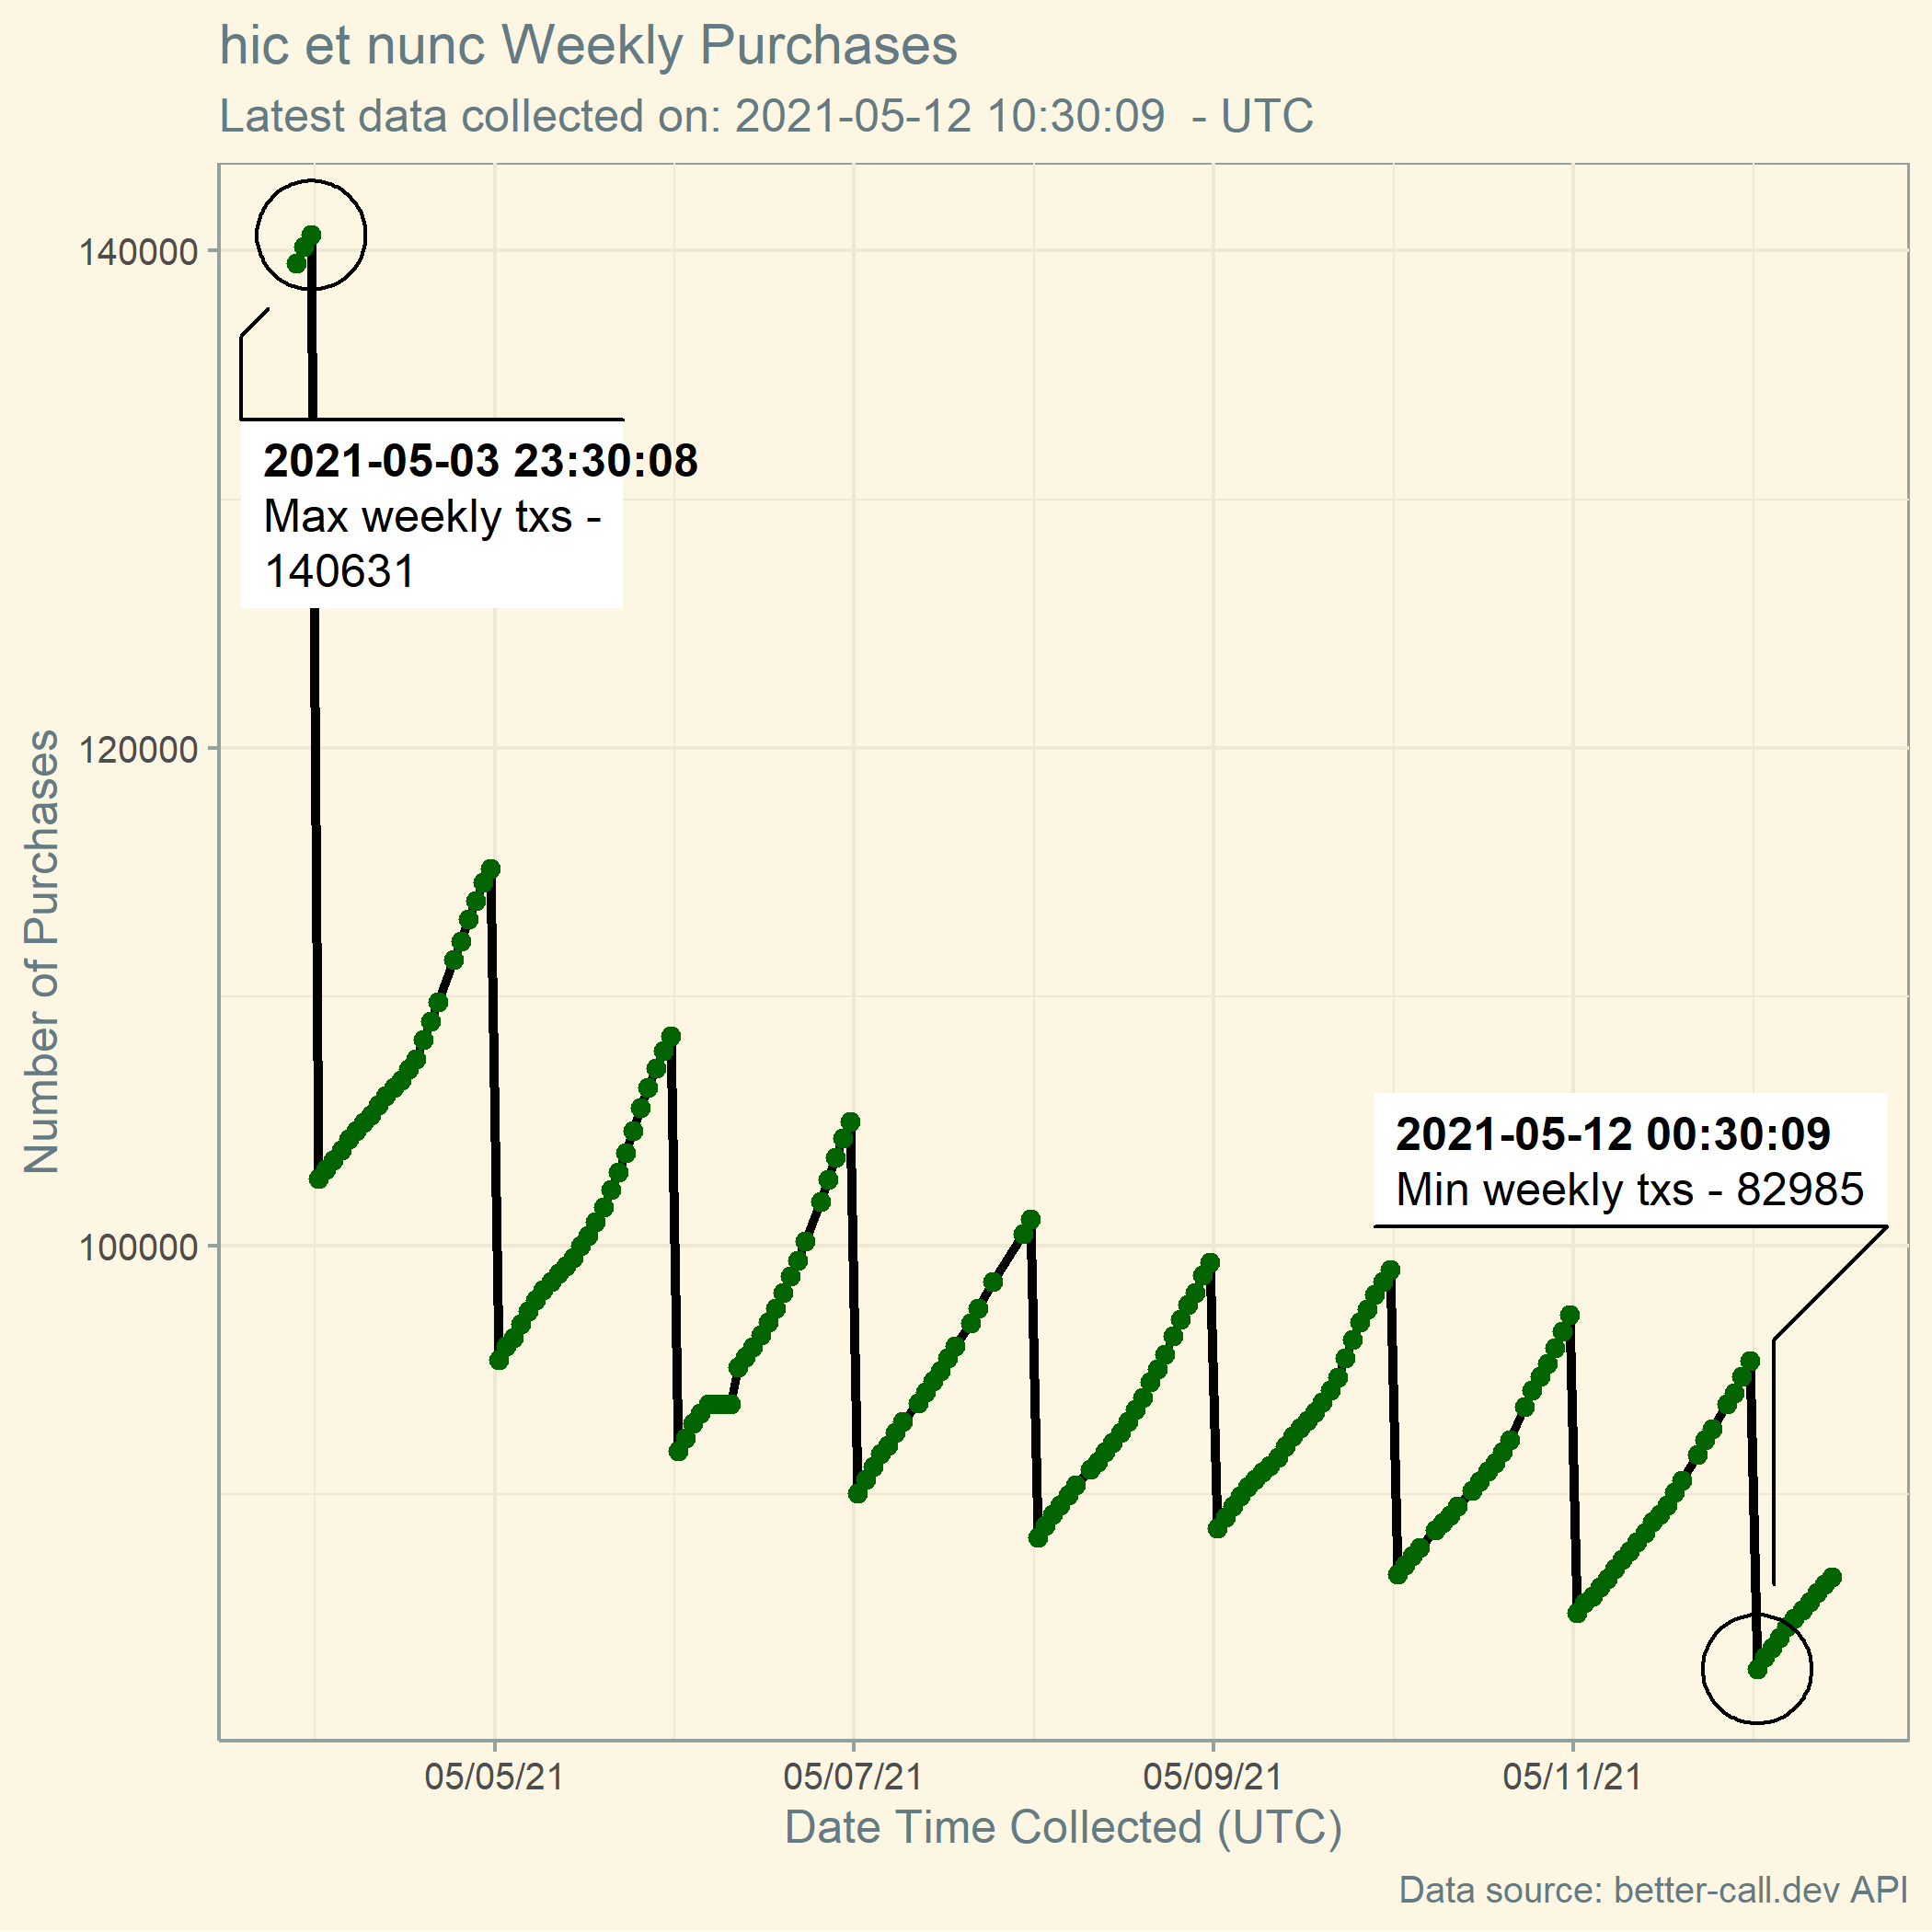 hic et nunc Weekly Purchases
Latest data collected on: 2021-05-12 10:30:09  - UTC
140000
2021-05-03 23:30:08
Max weekly txs -
140631
120000
Number of Purchases
2021-05-12 00:30:09
Min weekly txs - 82985
100000
05/05/21
05/07/21
05/09/21
05/11/21
Date Time Collected (UTC)
Data source: better-call.dev API